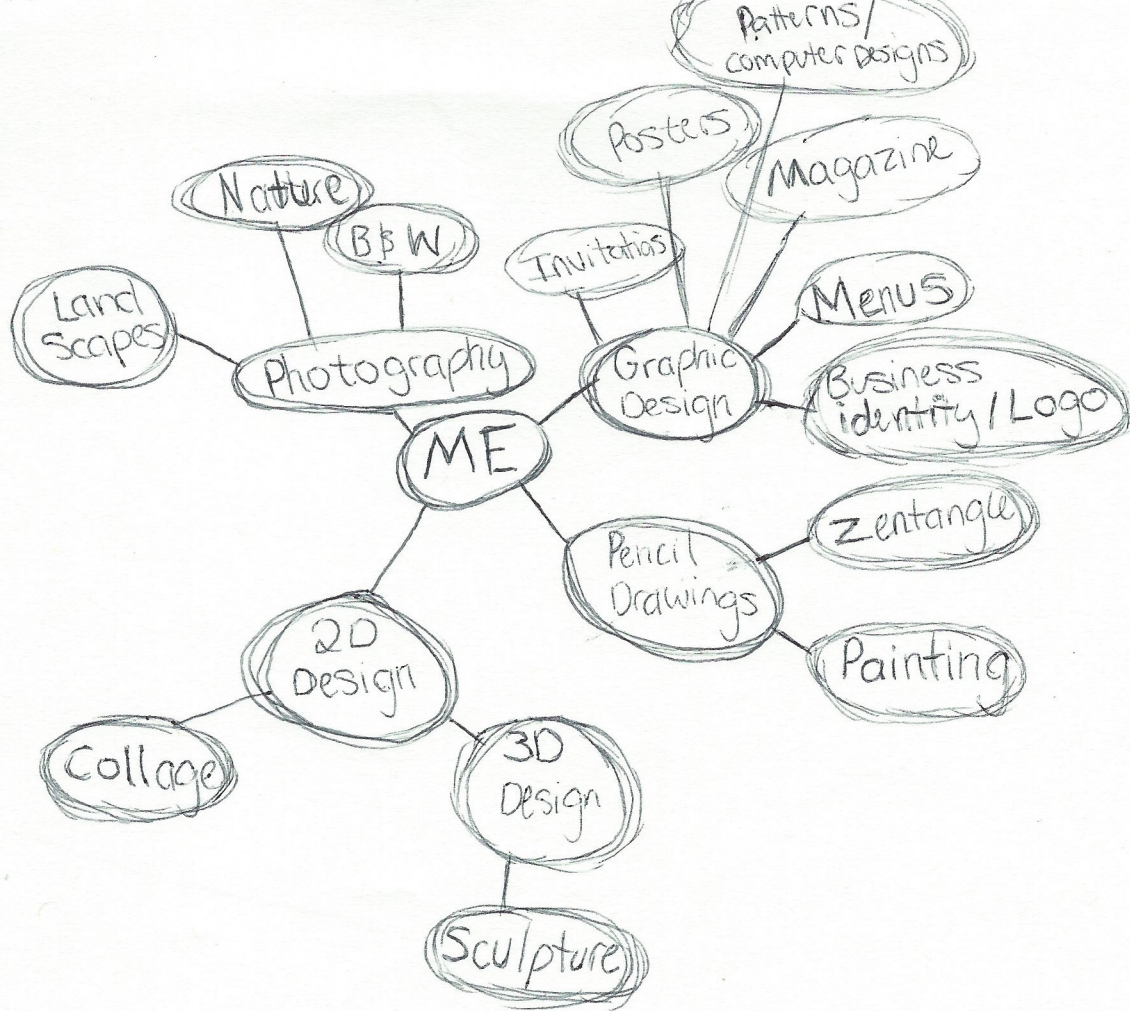 Patterns/
computer Designs
Posters
Magazine
Nature
B&W
Invitations
Menus
Land
Scapes
Photography
Graphic
Design
Business
identity/Logo
ME
Zentangle
Pencil
Drawings
Painting
2D
Design
Collage
3D
Design
Sculpture